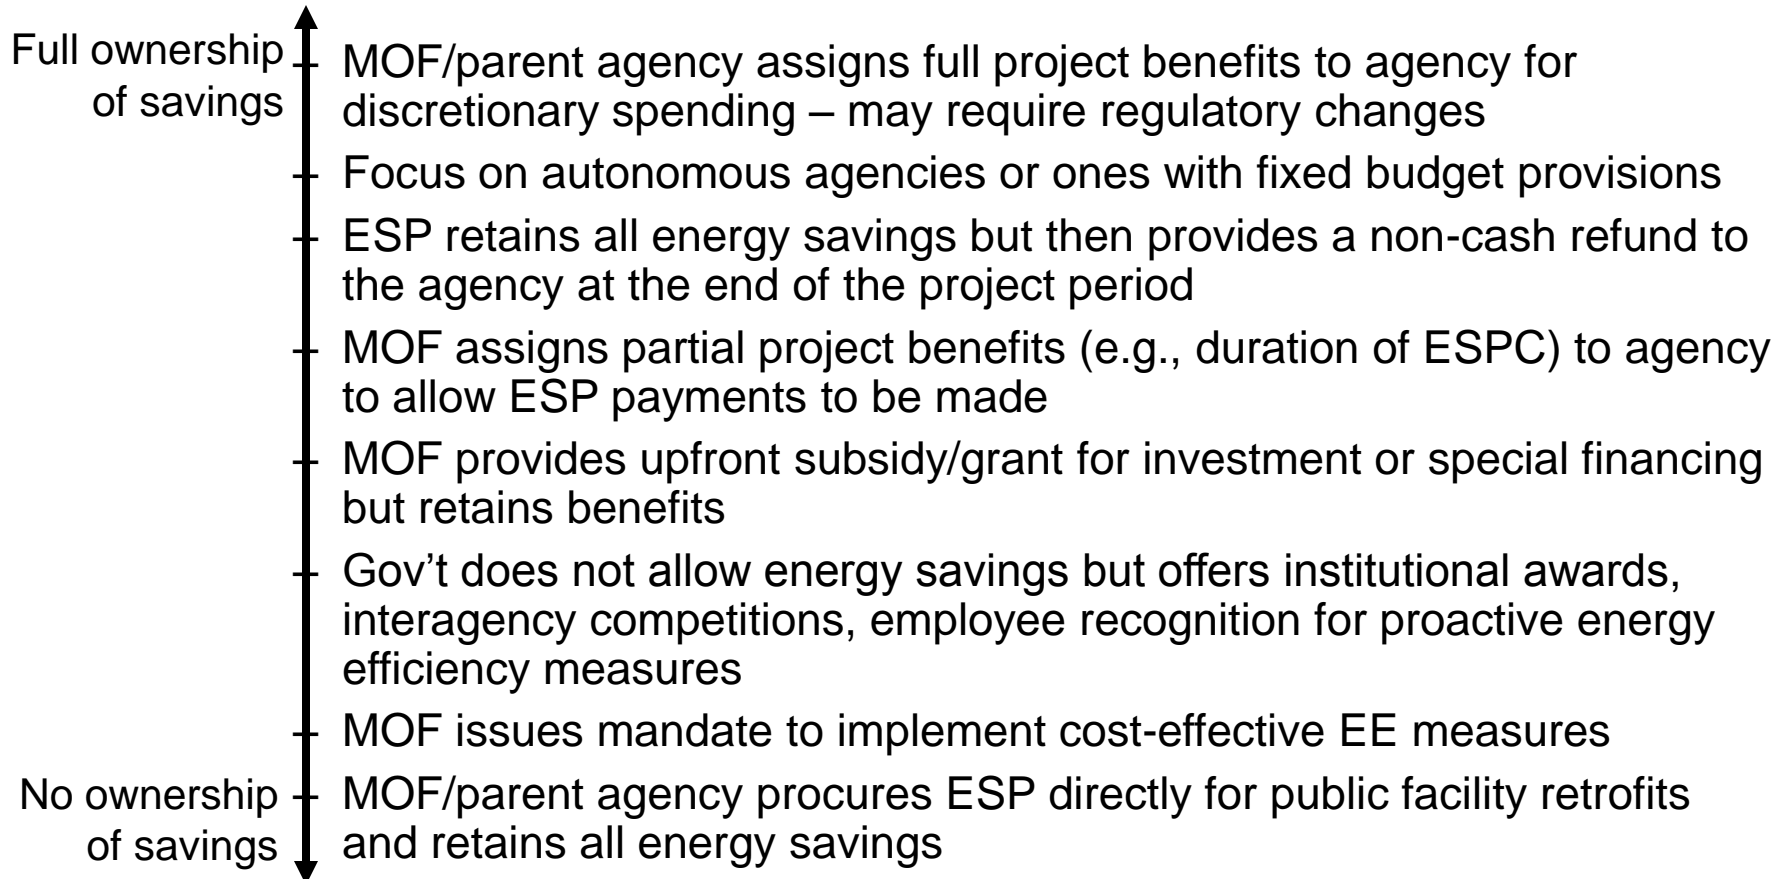 Full ownership
of savings
MOF/parent agency assigns full project benefits to agency for
discretionary spending – may require regulatory changes
Focus on autonomous agencies or ones with fixed budget provisions
ESP retains all energy savings but then provides a non-cash refund to
the agency at the end of the project period
MOF assigns partial project benefits (e.g., duration of ESPC) to agency
to allow ESP payments to be made
MOF provides upfront subsidy/grant for investment or special financing
but retains benefits
Gov’t does not allow energy savings but offers institutional awards,
interagency competitions, employee recognition for proactive energy
efficiency measures
MOF issues mandate to implement cost-effective EE measures
No ownership
of savings
MOF/parent agency procures ESP directly for public facility retrofits
and retains all energy savings